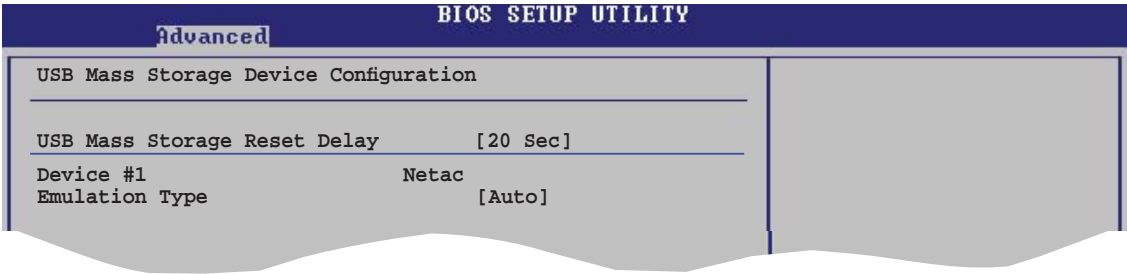 BIOS SETUP UTILITY
Advanced
USB Mass Storage Device Configuration
USB Mass Storage Reset Delay [20 Sec]
Device #1 Netac
Emulation Type [Auto]